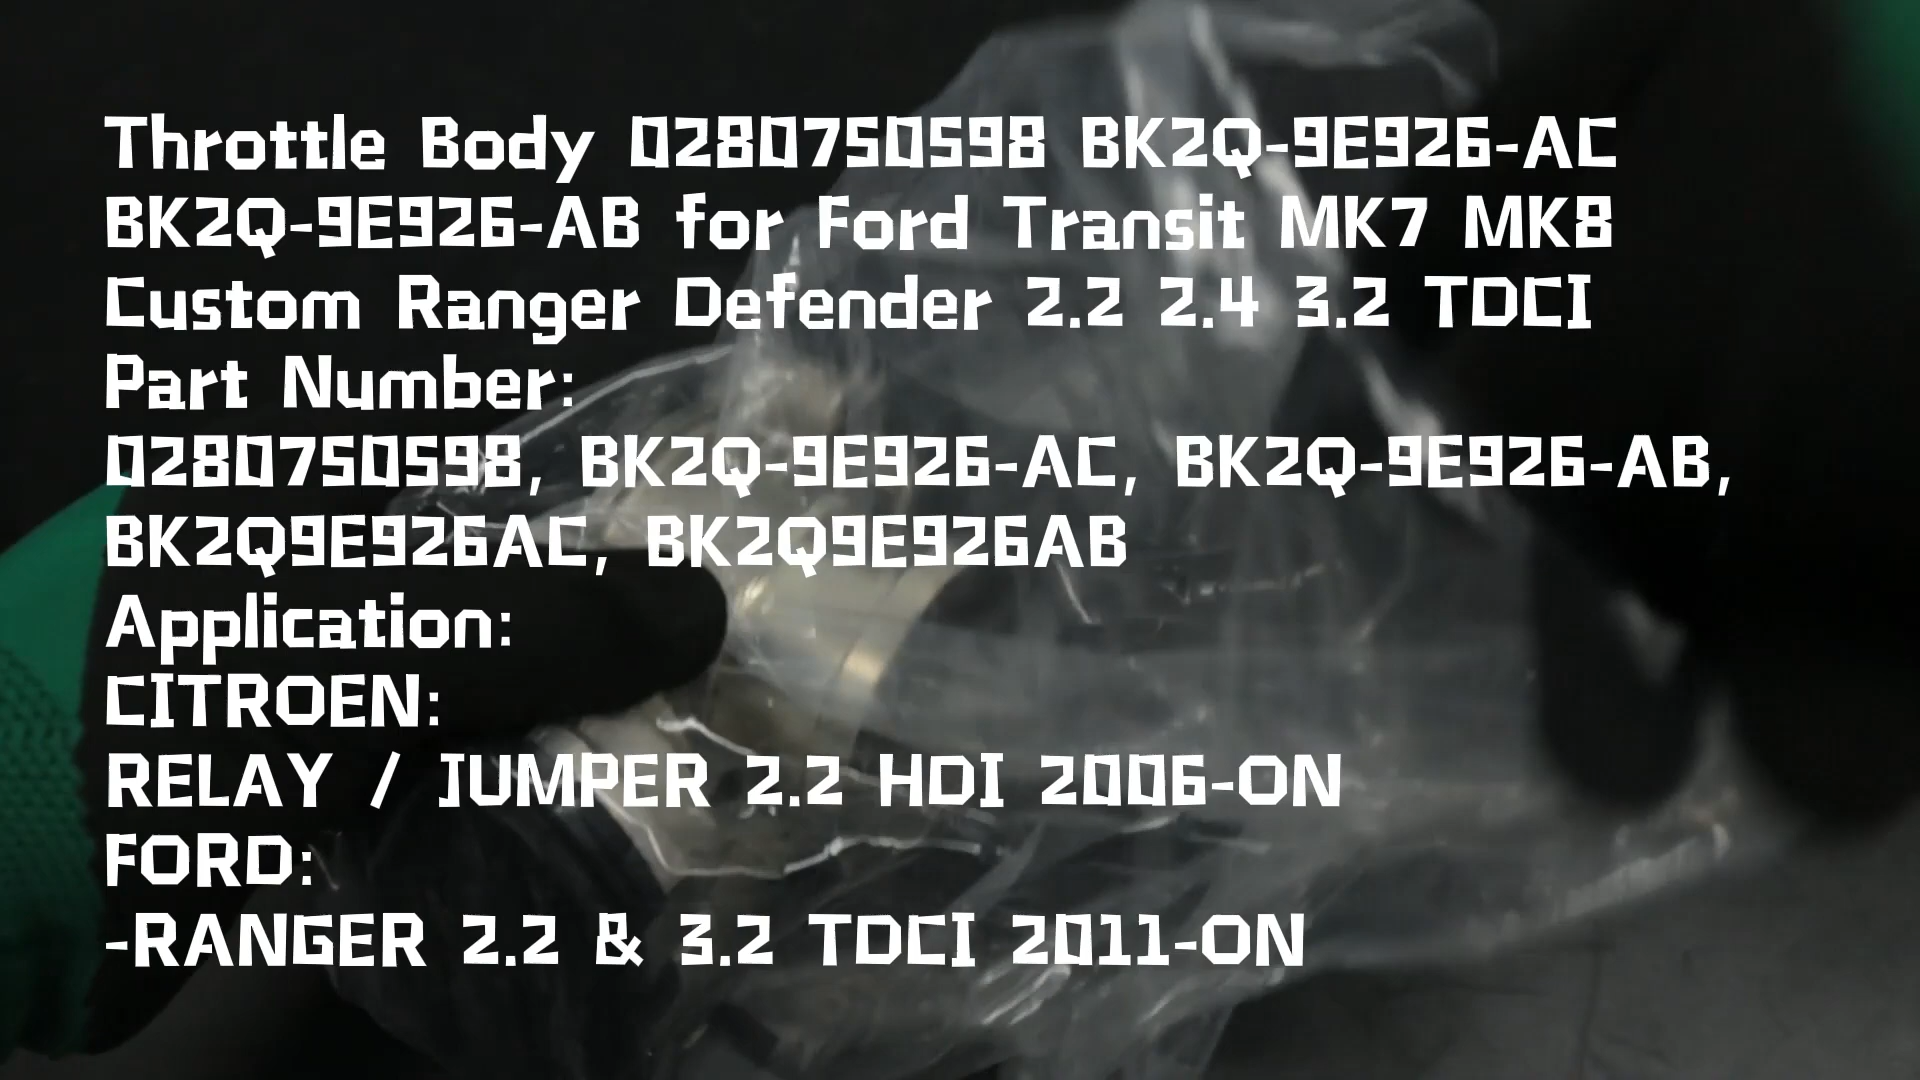 Throttle Body 0280750598 BK2Q-9E926-AC
BK2Q-9E926-AB for Ford Transit MK7 MK8
Custom Ranger Defender 2.2 2.4 3.2 TDCI
Part Number:
0280750598, BK2Q-9E926-AC, BK2Q-9E926-AB,
BK2Q9E926AC, BK2Q9E926AB
Application:
CITROEN:
RELAY / JUMPER 2.2 HDI 2006-ON
FORD:
-RANGER 2.2 & 3.2 TDCI 2011-ON